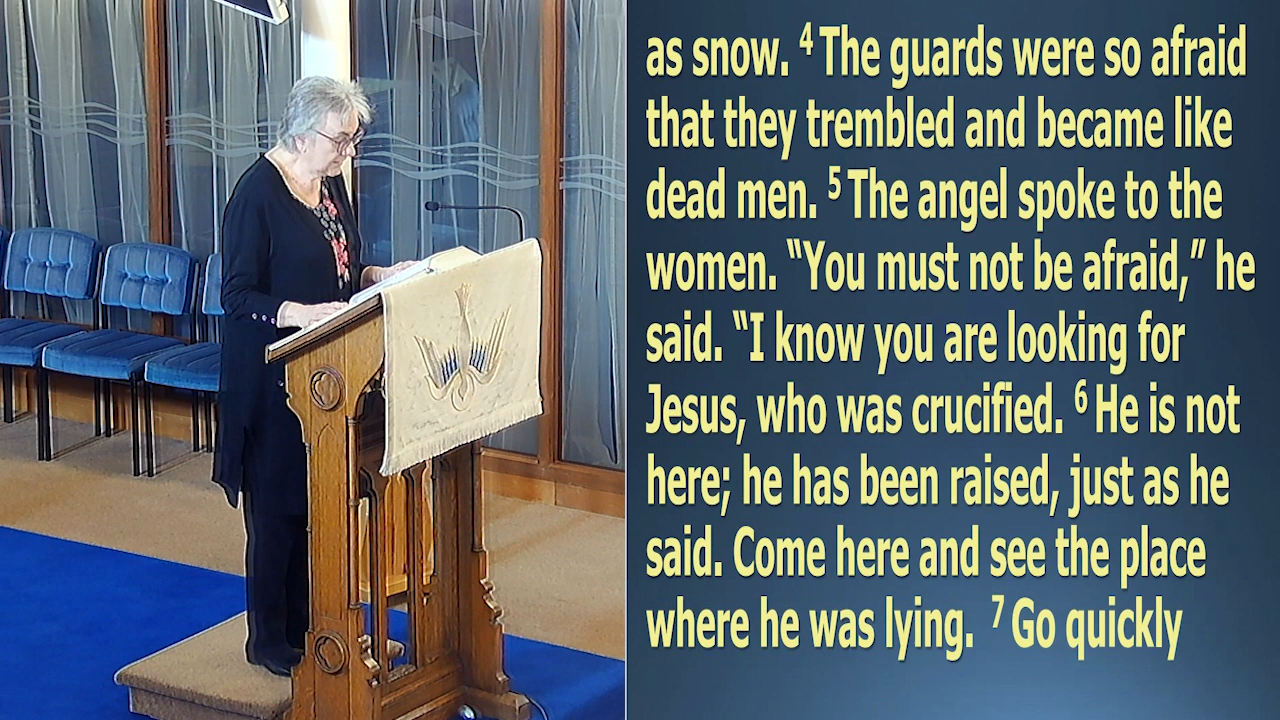 as snow. ⁴ The guards were so afraid
that they trembled and became like
dead men. ⁵ The angel spoke to the
women. “You must not be afraid,” he
said. “I know you are looking for
Jesus, who was crucified. ⁶ He is not
here; he has been raised, just as he
said. Come here and see the place
where he was lying. ⁷ Go quickly